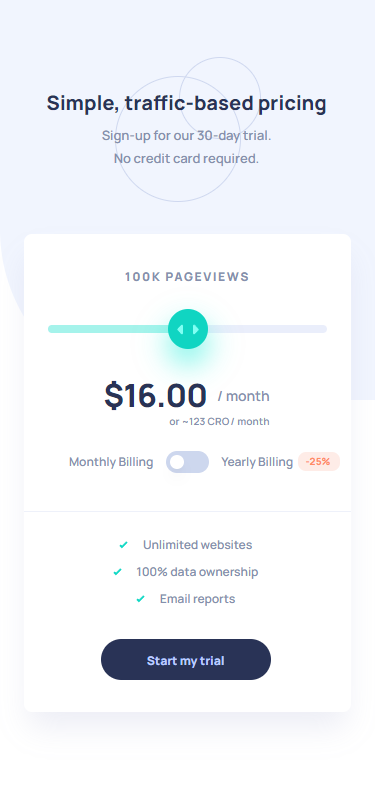 Simple, traffic-based pricing
Sign-up for our 30-day trial.
No credit card required.
100K PAGEVIEWS
$16.00 / month
or ~123 CRO / month
Monthly Billing Yearly Billing -25%
Unlimited websites
100% data ownership
Email reports
Start my trial